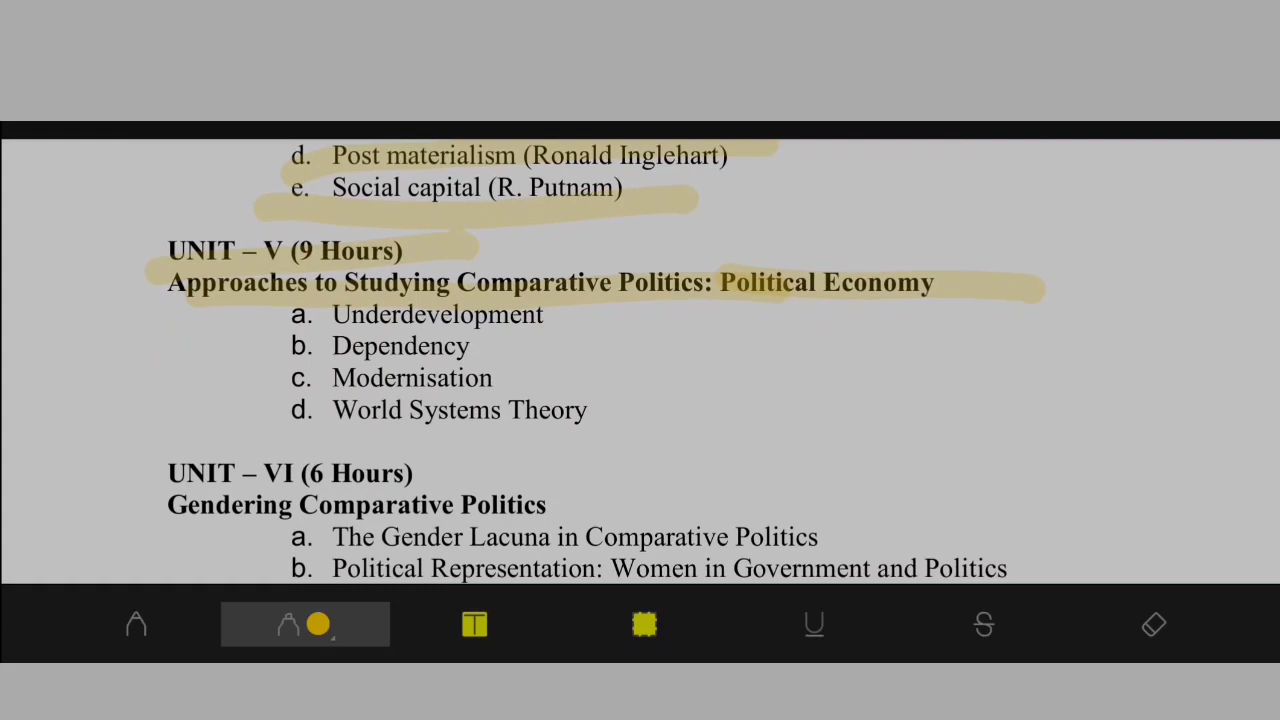 d. Post materialism (Ronald Inglehart)
e. Social capital (R. Putnam)
UNIT – V (9 Hours)
Approaches to Studying Comparative Politics: Political Economy
a. Underdevelopment
b. Dependency
c. Modernisation
d. World Systems Theory
UNIT – VI (6 Hours)
Gendering Comparative Politics
a. The Gender Lacuna in Comparative Politics
b. Political Representation: Women in Government and Politics
T
U
S